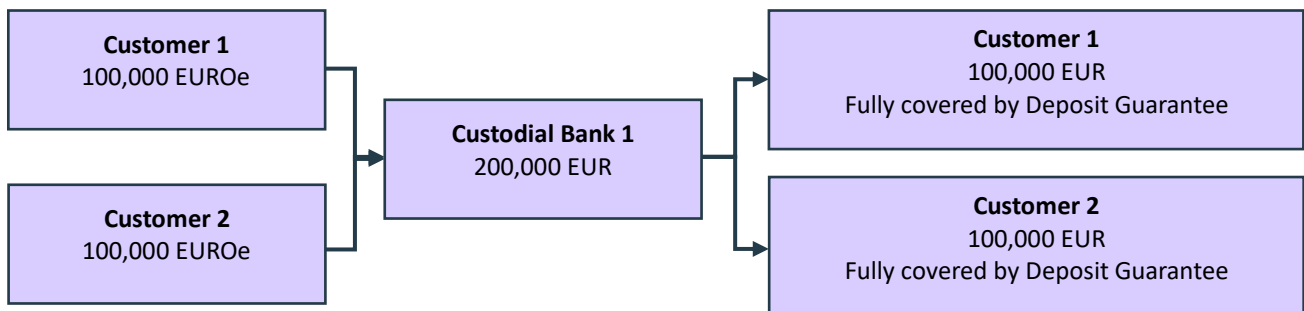 Customer 1
100,000 EUROe
Customer 2
100,000 EUROe
Custodial Bank 1
200,000 EUR
Customer 1
100,000 EUR
Fully covered by Deposit Guarantee
Customer 2
100,000 EUR
Fully covered by Deposit Guarantee